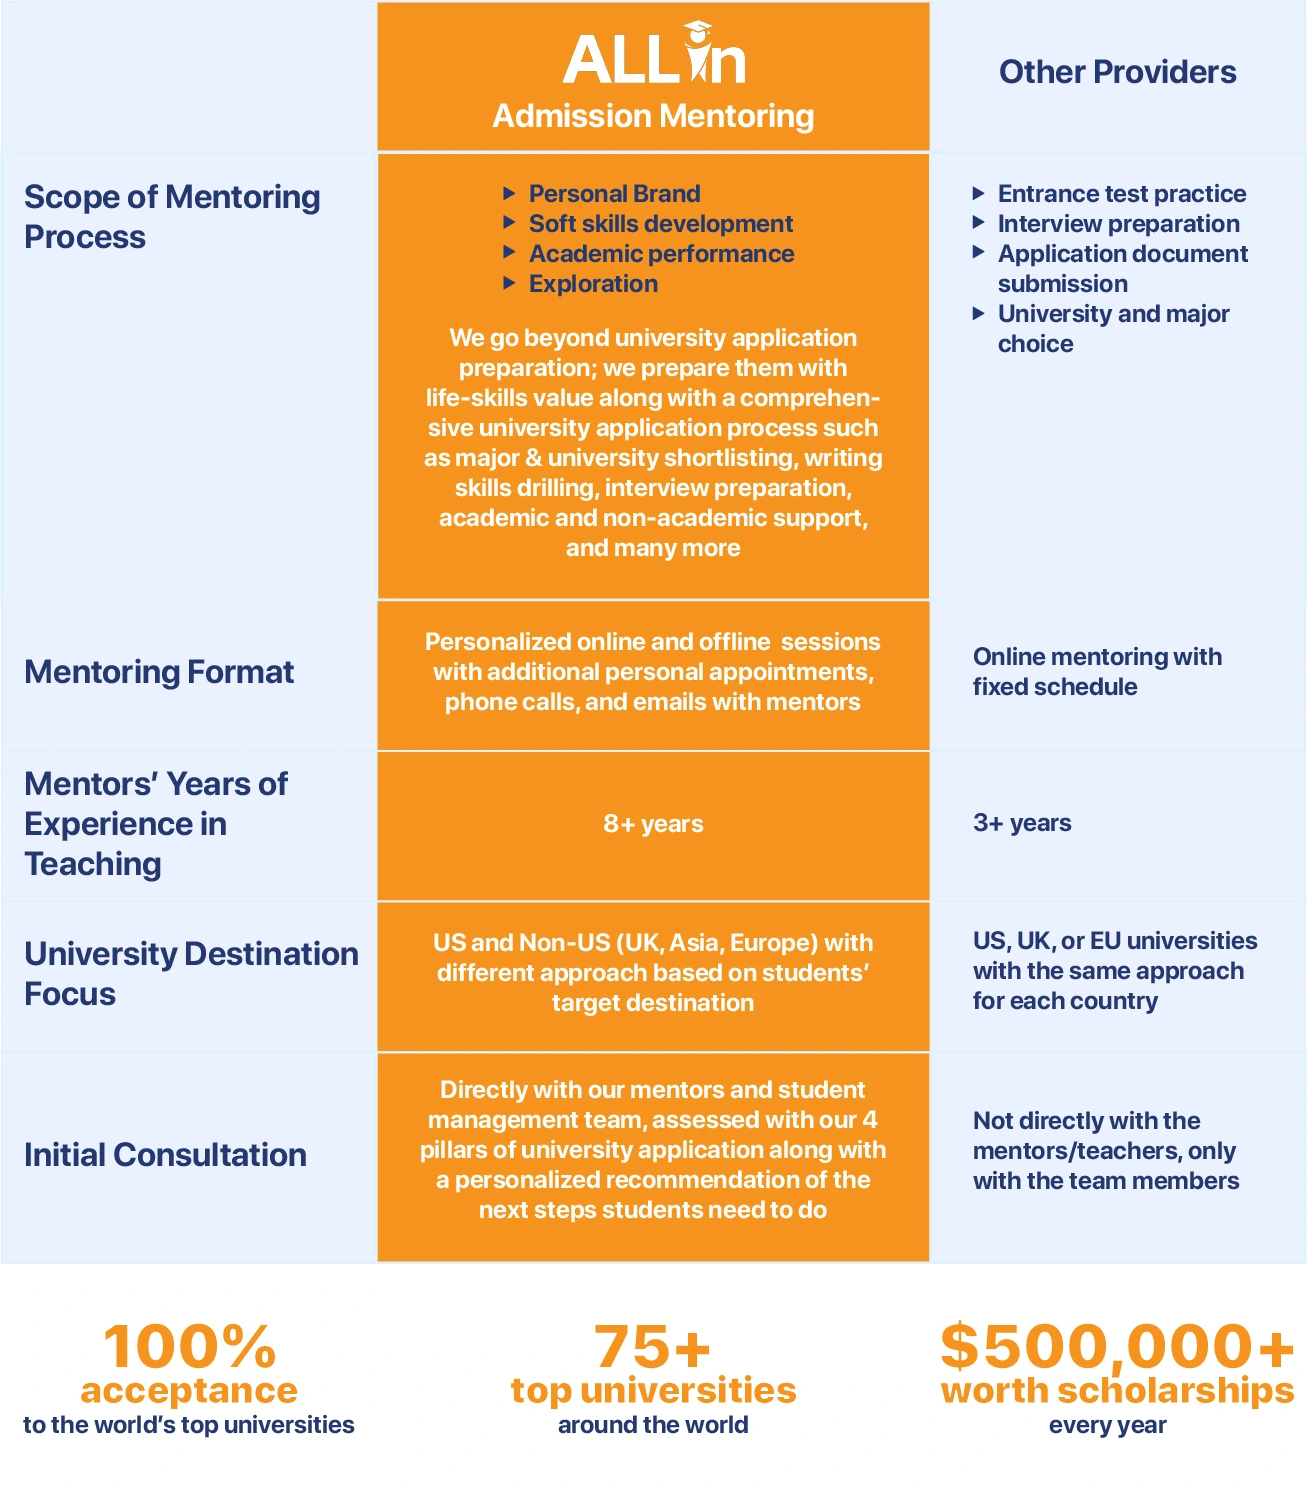 ALL in
Admission Mentoring
Other Providers
Scope of Mentoring
Process
Personal Brand
Soft skills development
Academic performance
Exploration
We go beyond university application
preparation; we prepare them with
life-skills value along with a comprehen-
sive university application process such
as major & university shortlisting, writing
skills drilling, interview preparation,
academic and non-academic support,
and many more
Entrance test practice
Interview preparation
Application document
submission
University and major
choice
Mentoring Format
Personalized online and offline sessions
with additional personal appointments,
phone calls, and emails with mentors
Online mentoring with
fixed schedule
Mentors’ Years of
Experience in
Teaching
8+ years
3+ years
University Destination
Focus
US and Non-US (UK, Asia, Europe) with
different approach based on students’
target destination
US, UK, or EU universities
with the same approach
for each country
Initial Consultation
Directly with our mentors and student
management team, assessed with our 4
pillars of university application along with
a personalized recommendation of the
next steps students need to do
Not directly with the
mentors/teachers, only
with the team members
100%
acceptance
to the world’s top universities
75+
top universities
around the world
$500,000+
worth scholarships
every year